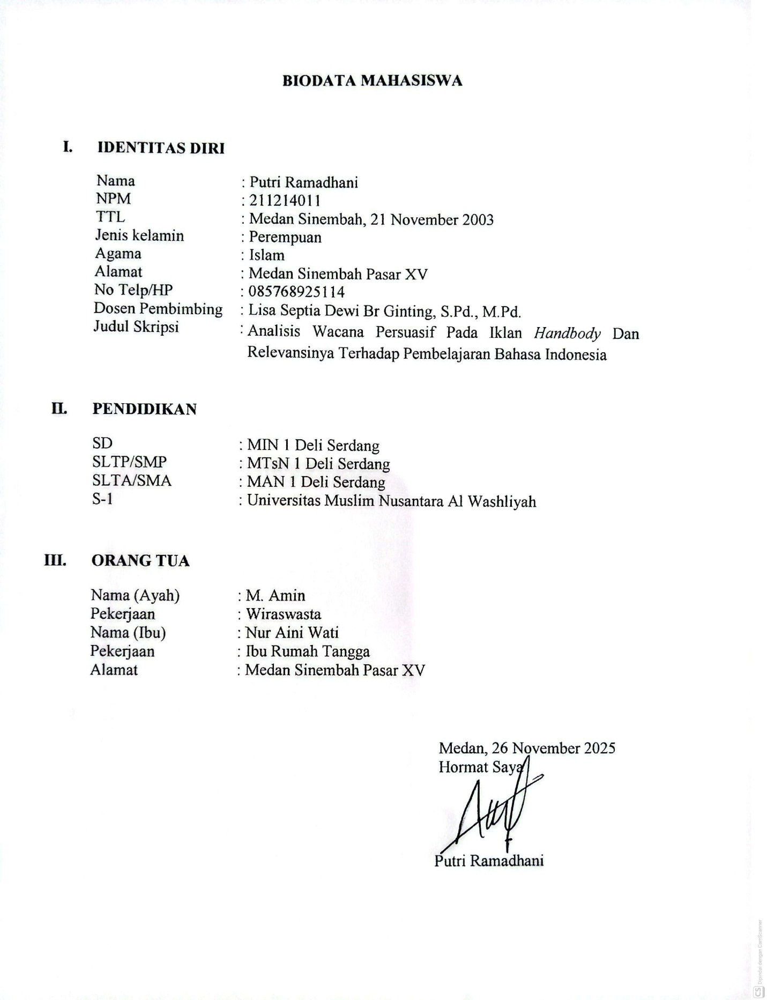 BIODATA MAHASISWA
I. IDENTITAS DIRI
Nama : Putri Ramadhani
NPM : 211214011
TTL : Medan Sinembah, 21 November 2003
Jenis kelamin : Perempuan
Agama : Islam
Alamat : Medan Sinembah Pasar XV
No Telp/HP : 085768925114
Dosen Pembimbing : Lisa Septia Dewi Br Ginting, S.Pd., M.Pd.
Judul Skripsi : Analisis Wacana Persuasif Pada Iklan Handbody Dan
Relevansinya Terhadap Pembelajaran Bahasa Indonesia
II. PENDIDIKAN
SD : MIN 1 Deli Serdang
SLTP/SMP : MTsN 1 Deli Serdang
SLTA/SMA : MAN 1 Deli Serdang
S-1 : Universitas Muslim Nusantara Al Washliyah
III. ORANG TUA
Nama (Ayah) : M. Amin
Pekerjaan : Wiraswasta
Nama (Ibu) : Nur Aini Wati
Pekerjaan : Ibu Rumah Tangga
Alamat : Medan Sinembah Pasar XV
Medan, 26 November 2025
Hormat Saya
Putri Ramadhani
CS Dipindai dengan CamScanner